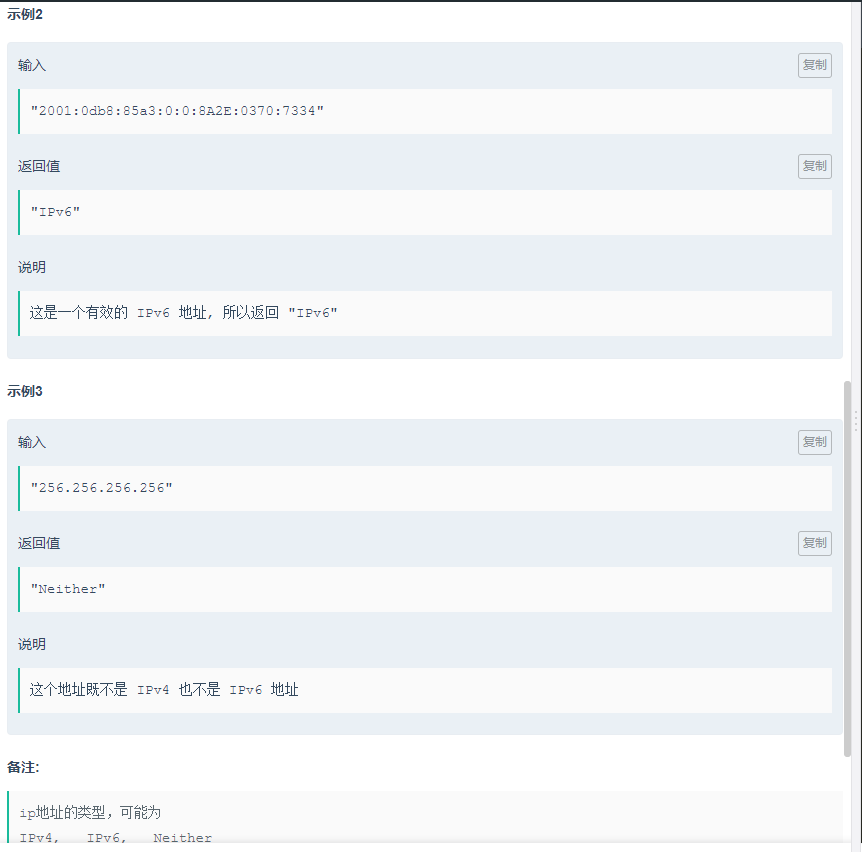 示例2
输入
复制
"2001:0db8:85a3:0:0:8A2E:0370:7334"
返回值
复制
"IPv6"
说明
这是一个有效的 IPv6 地址, 所以返回 "IPv6"
示例3
输入
复制
"256.256.256.256"
返回值
复制
"Neither"
说明
这个地址既不是 IPv4 也不是 IPv6 地址
备注:
ip地址的类型，可能为
IPv4, IPv6, Neither